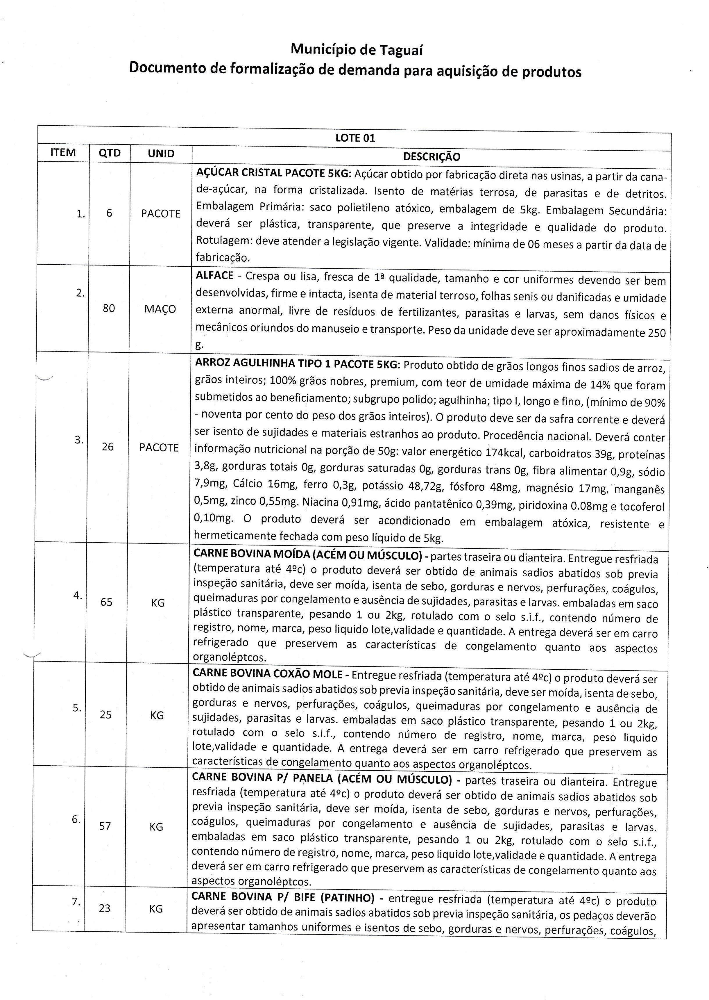 Município de Taguaí
Documento de formalização de demanda para aquisição de produtos
LOTE 01
ITEM QTD UNID DESCRIÇÃO
1. 6 PACOTE
AÇÚCAR CRISTAL PACOTE 5KG: Açúcar obtido por fabricação direta nas usinas, a partir da cana-
de-açúcar, na forma cristalizada. Isento de matérias terrosa, de parasitas e de detritos.
Embalagem Primária: saco polietileno atóxico, embalagem de 5kg. Embalagem Secundária:
deverá ser plástica, transparente, que preserve a integridade e qualidade do produto.
Rotulagem: deve atender a legislação vigente. Validade: mínima de 06 meses a partir da data de
fabricação.
2. 80 MAÇO
ALFACE - Crespa ou lisa, fresca de 1ª qualidade, tamanho e cor uniformes devendo ser bem
desenvolvidas, firme e intacta, isenta de material terroso, folhas senis ou danificadas e umidade
externa anormal, livre de resíduos de fertilizantes, parasitas e larvas, sem danos físicos e
mecânicos oriundos do manuseio e transporte. Peso da unidade deve ser aproximadamente 250
g.
3. 26 PACOTE
ARROZ AGULHINHA TIPO 1 PACOTE 5KG: Produto obtido de grãos longos finos sadios de arroz,
grãos inteiros; 100% grãos nobres, premium, com teor de umidade máxima de 14% que foram
submetidos ao beneficiamento; subgrupo polido; agulhinha; tipo I, longo e fino, (mínimo de 90%
- noventa por cento do peso dos grãos inteiros). O produto deve ser da safra corrente e deverá
ser isento de sujidades e materiais estranhos ao produto. Procedência nacional. Deverá conter
informação nutricional na porção de 50g: valor energético 174kcal, carboidratos 39g, proteínas
3,8g, gorduras totais 0g, gorduras saturadas 0g, gorduras trans 0g, fibra alimentar 0,9g, sódio
7,9mg, Cálcio 16mg, ferro 0,3g, potássio 48,72g, fósforo 48mg, magnésio 17mg, manganês
0,5mg, zinco 0,55mg. Niacina 0,91mg, ácido pantatênico 0,39mg, piridoxina 0.08mg e tocoferol
0,10mg. O produto deverá ser acondicionado em embalagem atóxica, resistente e
hermeticamente fechada com peso líquido de 5kg.
4. 65 KG
CARNE BOVINA MOÍDA (ACÉM OU MÚSCULO) - partes traseira ou dianteira. Entregue resfriada
(temperatura até 4ºc) o produto deverá ser obtido de animais sadios abatidos sob previa
inspeção sanitária, deve ser moída, isenta de sebo, gorduras e nervos, perfurações, coágulos,
queimaduras por congelamento e ausência de sujidades, parasitas e larvas. embaladas em saco
plástico transparente, pesando 1 ou 2kg, rotulado com o selo s.i.f., contendo número de
registro, nome, marca, peso liquido lote,validade e quantidade. A entrega deverá ser em carro
refrigerado que preservem as características de congelamento quanto aos aspectos
organoléptcos.
5. 25 KG
CARNE BOVINA COXÃO MOLE - Entregue resfriada (temperatura até 4ºc) o produto deverá ser
obtido de animais sadios abatidos sob previa inspeção sanitária, deve ser moída, isenta de sebo,
gorduras e nervos, perfurações, coágulos, queimaduras por congelamento e ausência de
sujidades, parasitas e larvas. embaladas em saco plástico transparente, pesando 1 ou 2kg,
rotulado com o selo s.i.f., contendo número de registro, nome, marca, peso liquido
lote,validade e quantidade. A entrega deverá ser em carro refrigerado que preservem as
características de congelamento quanto aos aspectos organoléptcos.
6. 57 KG
CARNE BOVINA P/ PANELA (ACÉM OU MÚSCULO) - partes traseira ou dianteira. Entregue
resfriada (temperatura até 4ºc) o produto deverá ser obtido de animais sadios abatidos sob
previa inspeção sanitária, deve ser moída, isenta de sebo, gorduras e nervos, perfurações,
coágulos, queimaduras por congelamento e ausência de sujidades, parasitas e larvas.
embaladas em saco plástico transparente, pesando 1 ou 2kg, rotulado com o selo s.i.f.,
contendo número de registro, nome, marca, peso liquido lote,validade e quantidade. A entrega
deverá ser em carro refrigerado que preservem as características de congelamento quanto aos
aspectos organoléptcos.
7. 23 KG
CARNE BOVINA P/ BIFE (PATINHO) - entregue resfriada (temperatura até 4ºc) o produto
deverá ser obtido de animais sadios abatidos sob previa inspeção sanitária, os pedaços deverão
apresentar tamanhos uniformes e isentos de sebo, gorduras e nervos, perfurações, coágulos,